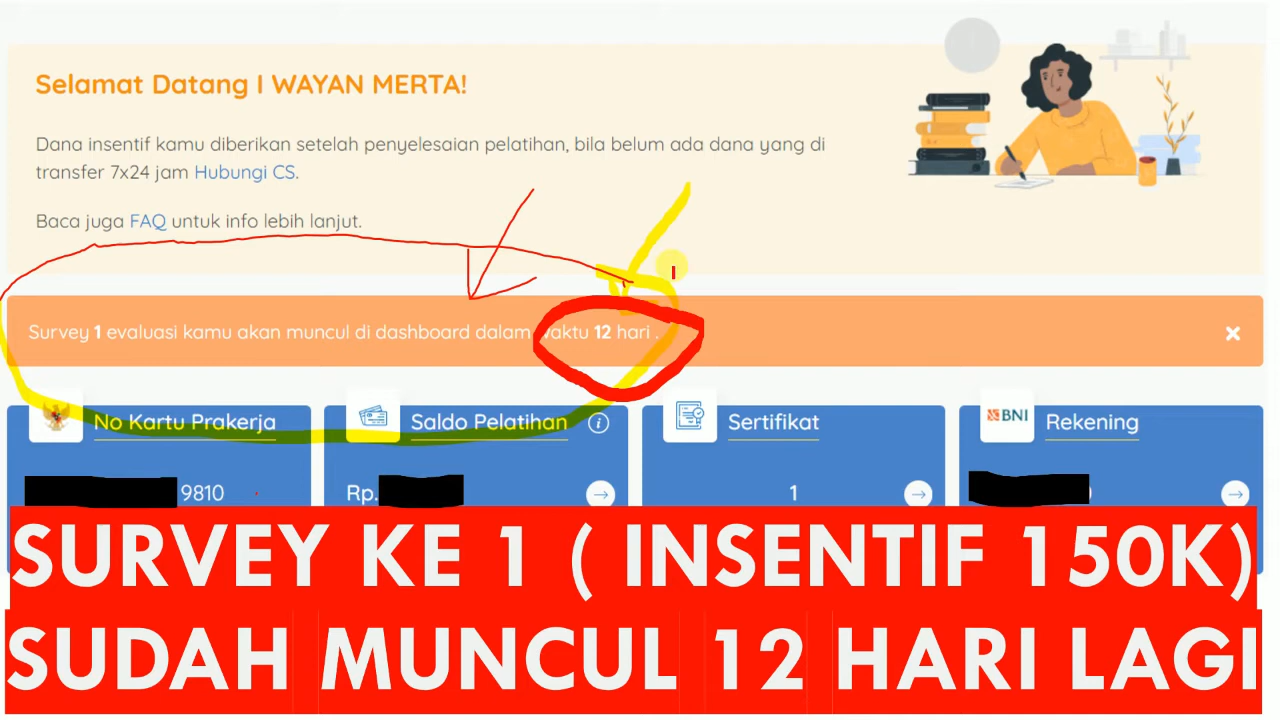 Selamat Datang I WAYAN MERTA!
Dana insentif kamu diberikan setelah penyelesaian pelatihan, bila belum ada dana yang di
transfer 7x24 jam Hubungi CS.
Baca juga FAQ untuk info lebih lanjut.
Survey 1 evaluasi kamu akan muncul di dashboard dalam waktu 12 hari .
No Kartu Prakerja
Saldo Pelatihan
Sertifikat
BNI
Rekening
9810
Rp.
1
SURVEY KE 1 ( INSENTIF 150K)
SUDAH MUNCUL 12 HARI LAGI